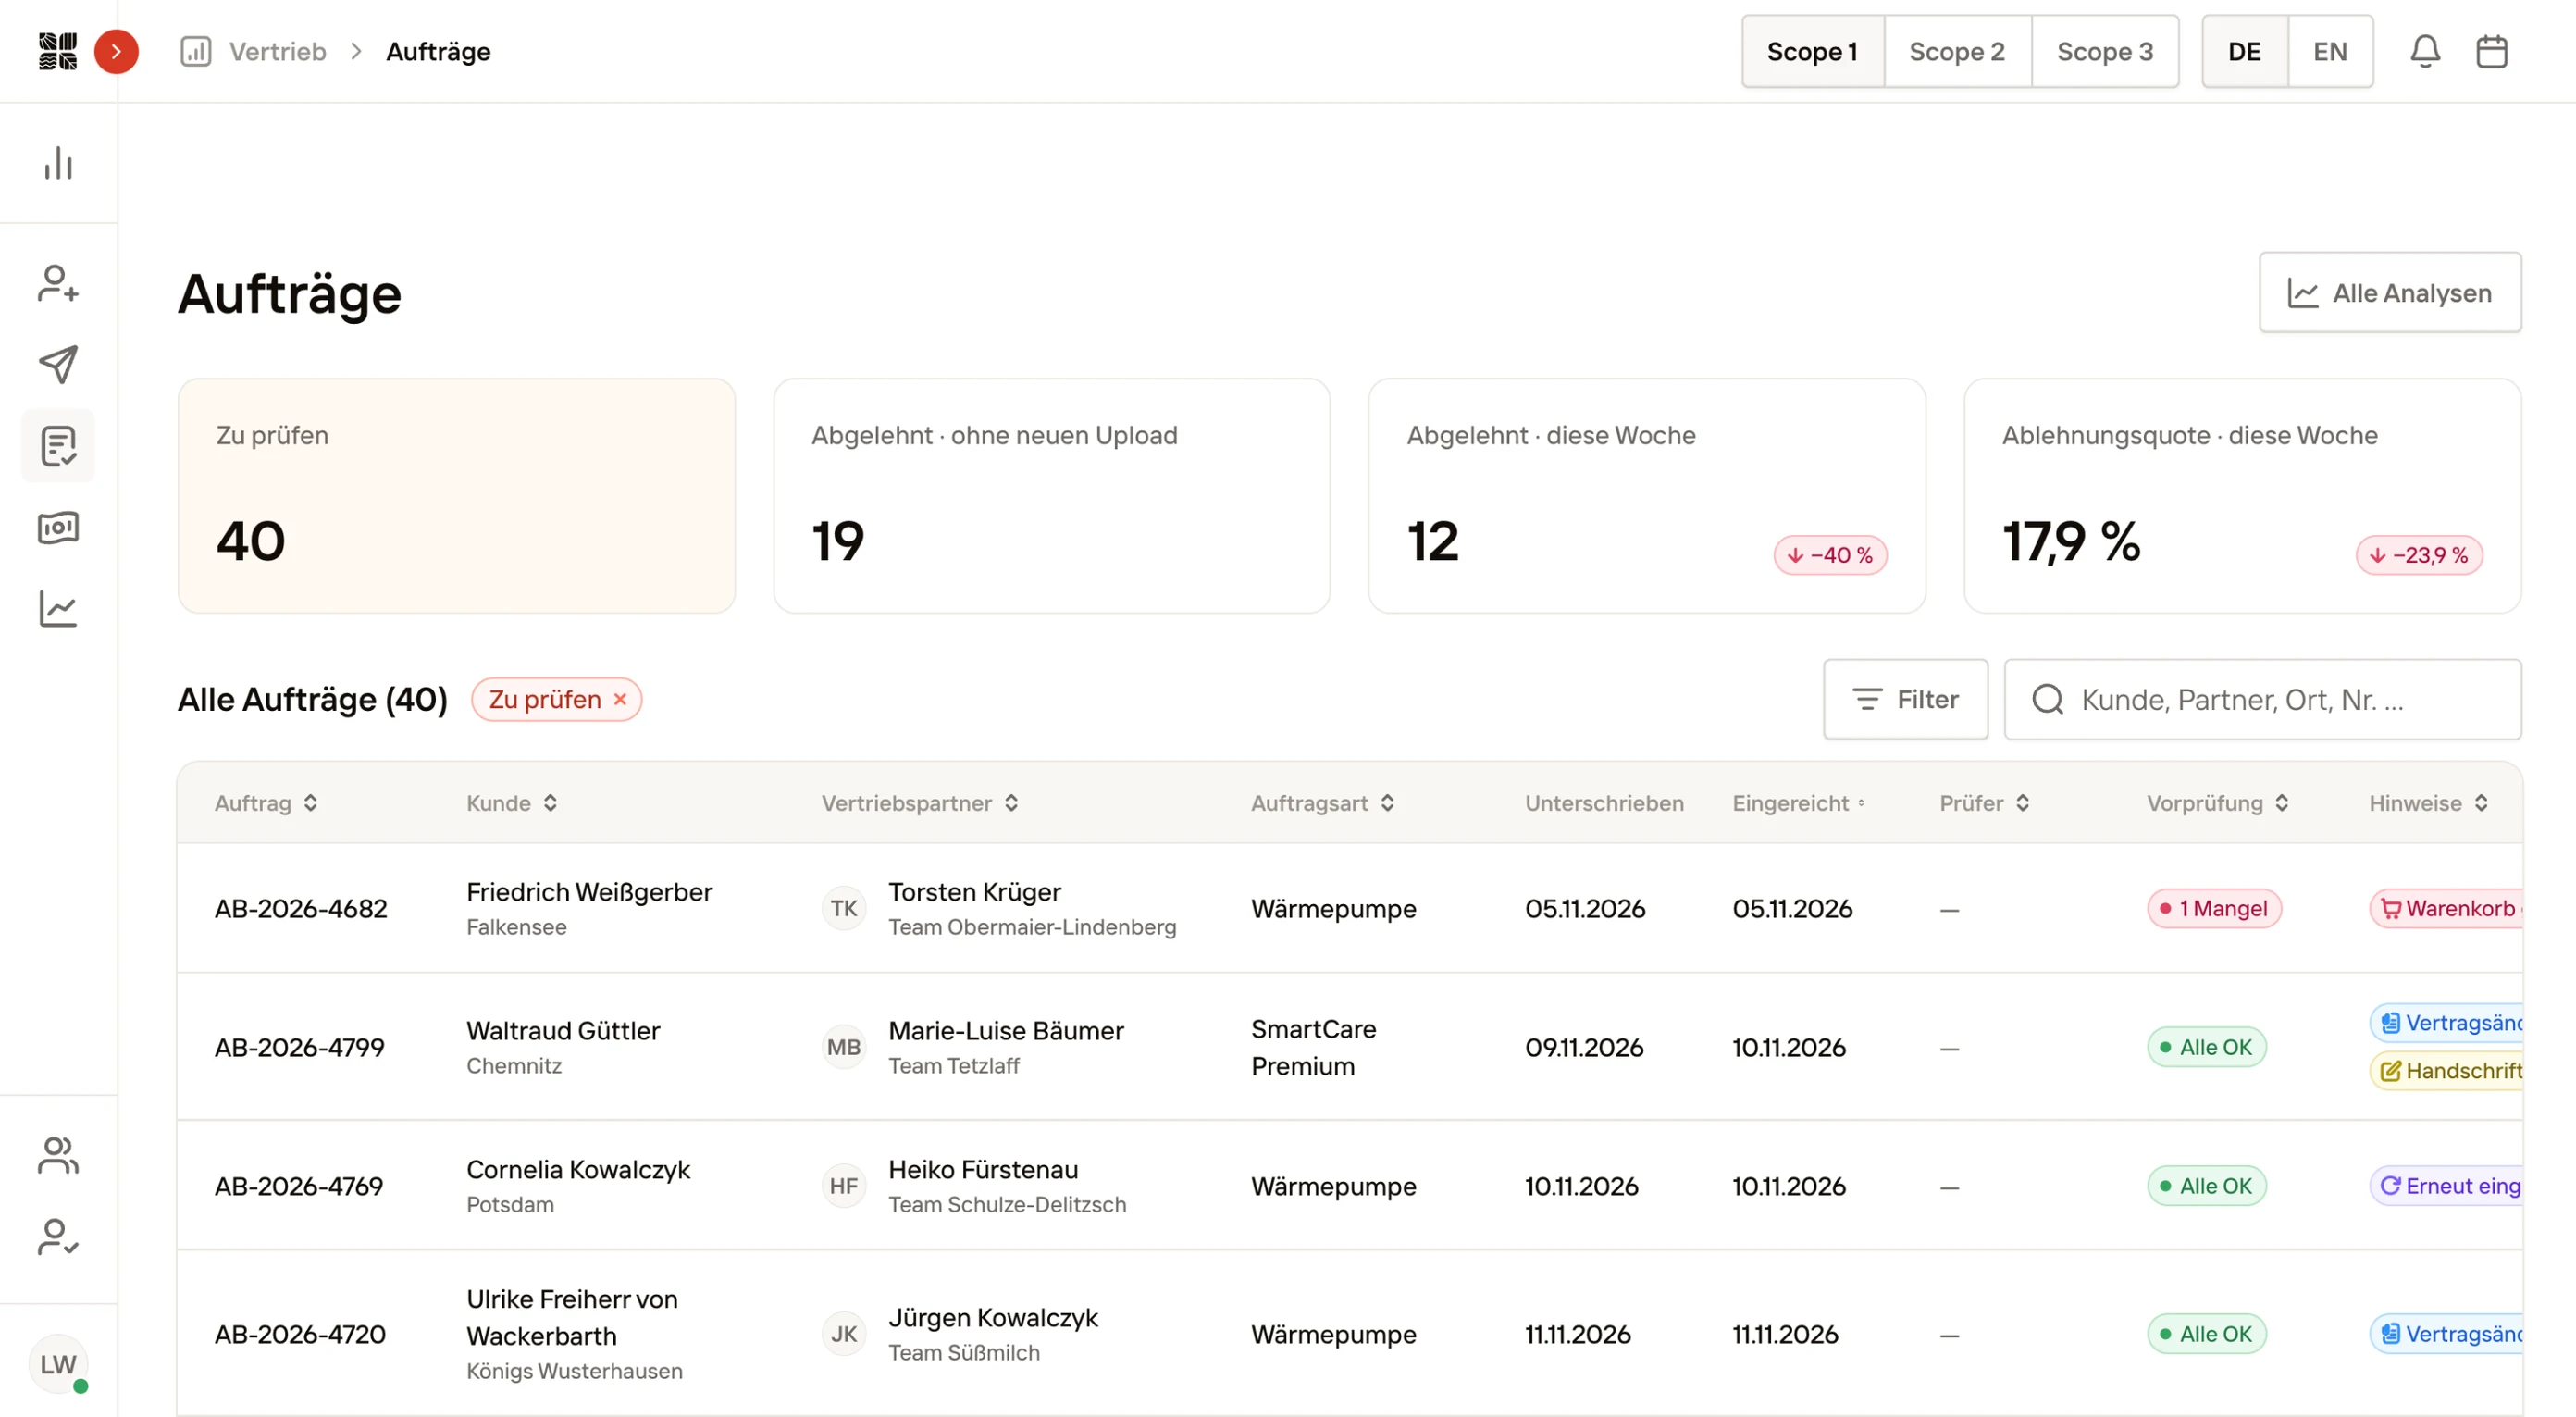 Vertrieb > Aufträge
Scope 1 Scope 2 Scope 3 DE EN
Aufträge
Alle Analysen
Zu prüfen
40
Abgelehnt · ohne neuen Upload
19
Abgelehnt · diese Woche
12
↓ −40 %
Ablehnungsquote · diese Woche
17,9 %
↓ −23,9 %
Alle Aufträge (40)
Zu prüfen ×
Filter
Kunde, Partner, Ort, Nr. ...
Auftrag Kunde Vertriebspartner Auftragsart Unterschrieben Eingereicht Prüfer Vorprüfung Hinweise
AB-2026-4682
Friedrich Weißgerber
Falkensee
TK
Torsten Krüger
Team Obermaier-Lindenberg
Wärmepumpe
05.11.2026
05.11.2026
—
1 Mangel
Warenkorb
AB-2026-4799
Waltraud Güttler
Chemnitz
MB
Marie-Luise Bäumer
Team Tetzlaff
SmartCare
Premium
09.11.2026
10.11.2026
—
Alle OK
Vertragsänd
Handschrift
AB-2026-4769
Cornelia Kowalczyk
Potsdam
HF
Heiko Fürstenau
Team Schulze-Delitzsch
Wärmepumpe
10.11.2026
10.11.2026
—
Alle OK
Erneut eing
AB-2026-4720
Ulrike Freiherr von
Wackerbarth
Königs Wusterhausen
JK
Jürgen Kowalczyk
Team Süßmilch
Wärmepumpe
11.11.2026
11.11.2026
—
Alle OK
Vertragsänd
LW